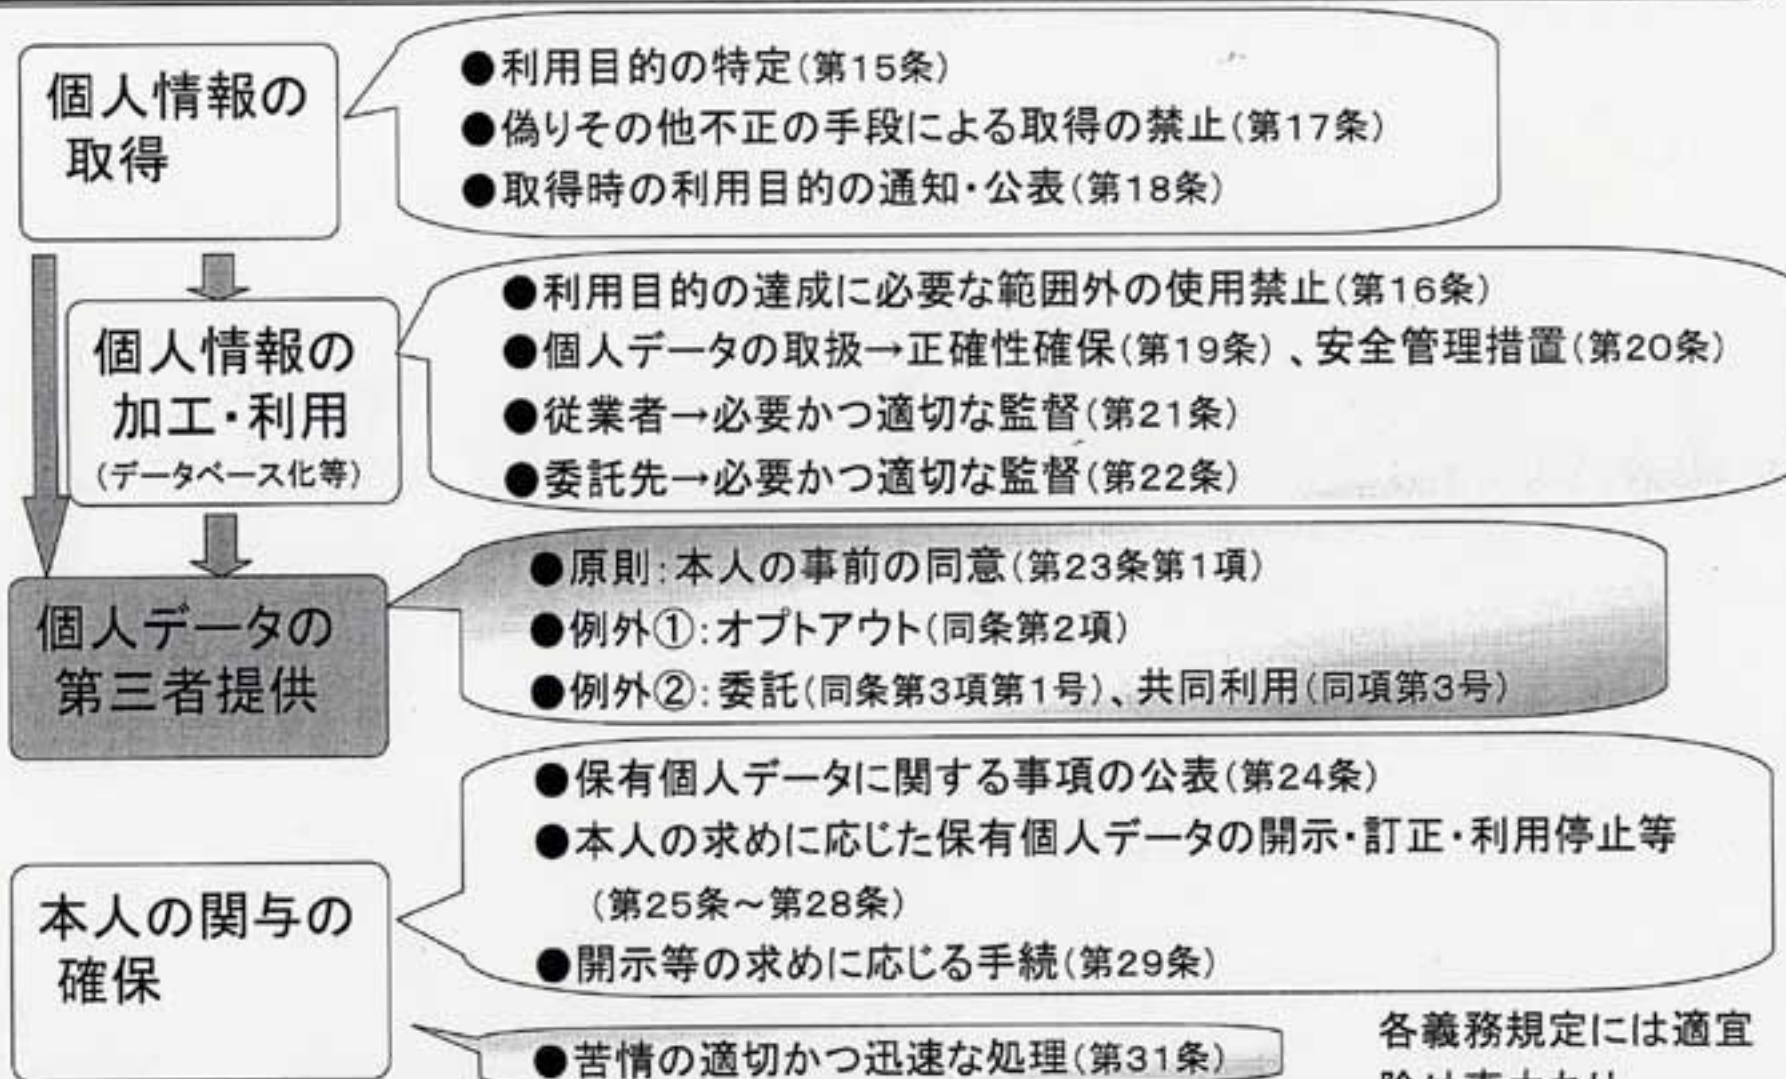 個人情報の
取得
●利用目的の特定(第15条)
●偽りその他不正の手段による取得の禁止(第17条)
●取得時の利用目的の通知・公表(第18条)
個人情報の
加工・利用
(データベース化等)
●利用目的の達成に必要な範囲外の使用禁止(第16条)
●個人データの取扱→正確性確保(第19条)、安全管理措置(第20条)
●従業者→必要かつ適切な監督(第21条)
●委託先→必要かつ適切な監督(第22条)
個人データの
第三者提供
●原則:本人の事前の同意(第23条第1項)
●例外①:オプトアウト(同条第2項)
●例外②:委託(同条第3項第1号)、共同利用(同項第3号)
本人の関与の
確保
●保有個人データに関する事項の公表(第24条)
●本人の求めに応じた保有個人データの開示・訂正・利用停止等
(第25条～第28条)
●開示等の求めに応じる手続(第29条)
●苦情の適切かつ迅速な処理(第31条)
各義務規定には適宜